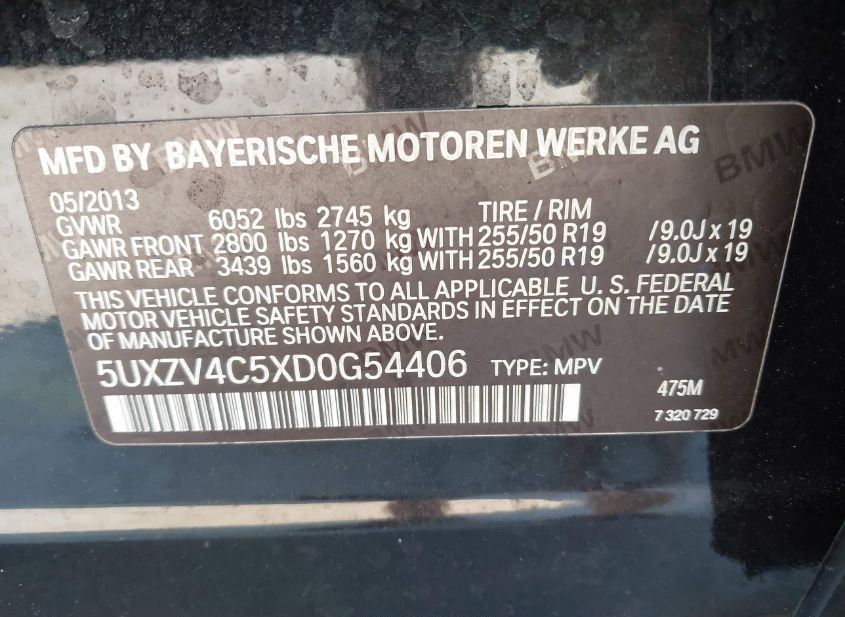 MFD BY BAYERISCHE MOTOREN WERKE AG
05/2013
GVWR 6052 lbs 2745 kg TIRE / RIM
GAWR FRONT 2800 lbs 1270 kg WITH 255/50 R19 /9.0J x 19
GAWR REAR 3439 lbs 1560 kg WITH 255/50 R19 /9.0J x 19
THIS VEHICLE CONFORMS TO ALL APPLICABLE U. S. FEDERAL
MOTOR VEHICLE SAFETY STANDARDS IN EFFECT ON THE DATE
OF MANUFACTURE SHOWN ABOVE.
5UXZV4C5XD0G54406 TYPE: MPV 475M
7 320 729